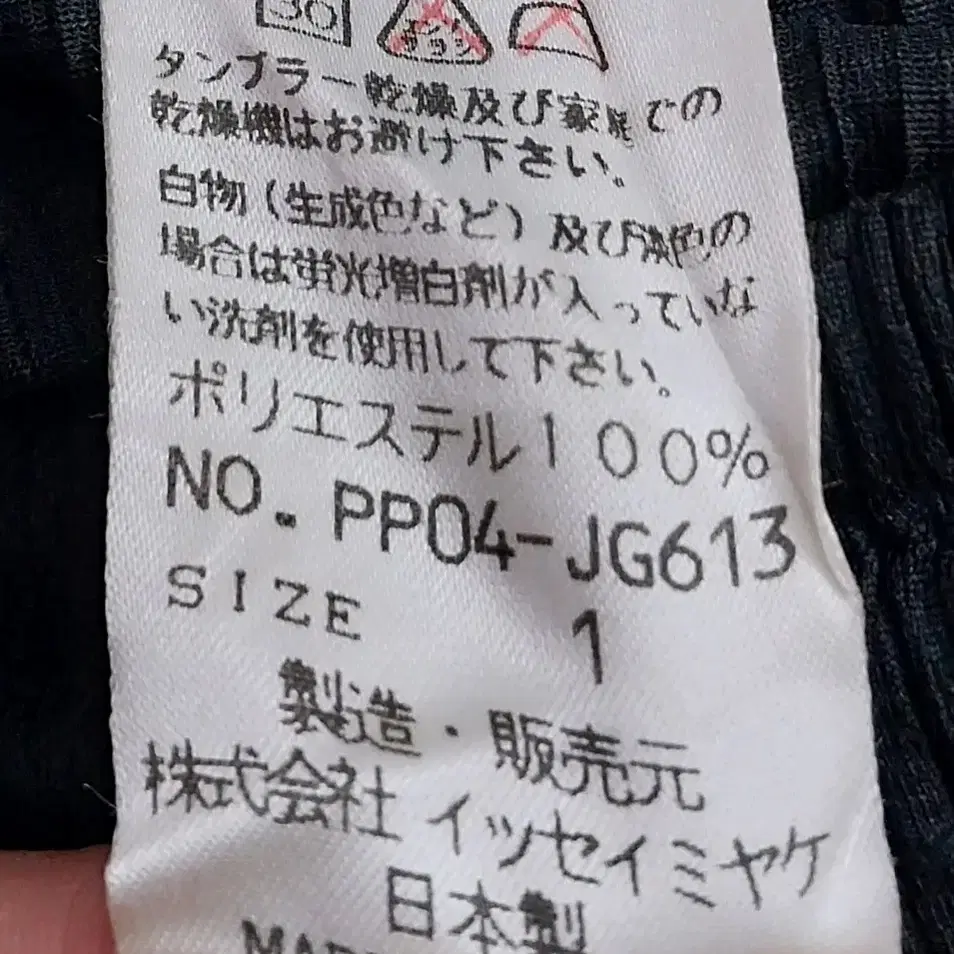 30
タンブラー乾燥及び家庭での
乾燥機はお避け下さい。
白物(生成色など)及び淡色の
場合は蛍光増白剤が入っていな
い洗剤を使用して下さい。
ポリエステル100%
NO. PP04-JG613
SIZE 1
製造・販売元
株式会社イッセイミヤケ
日本製